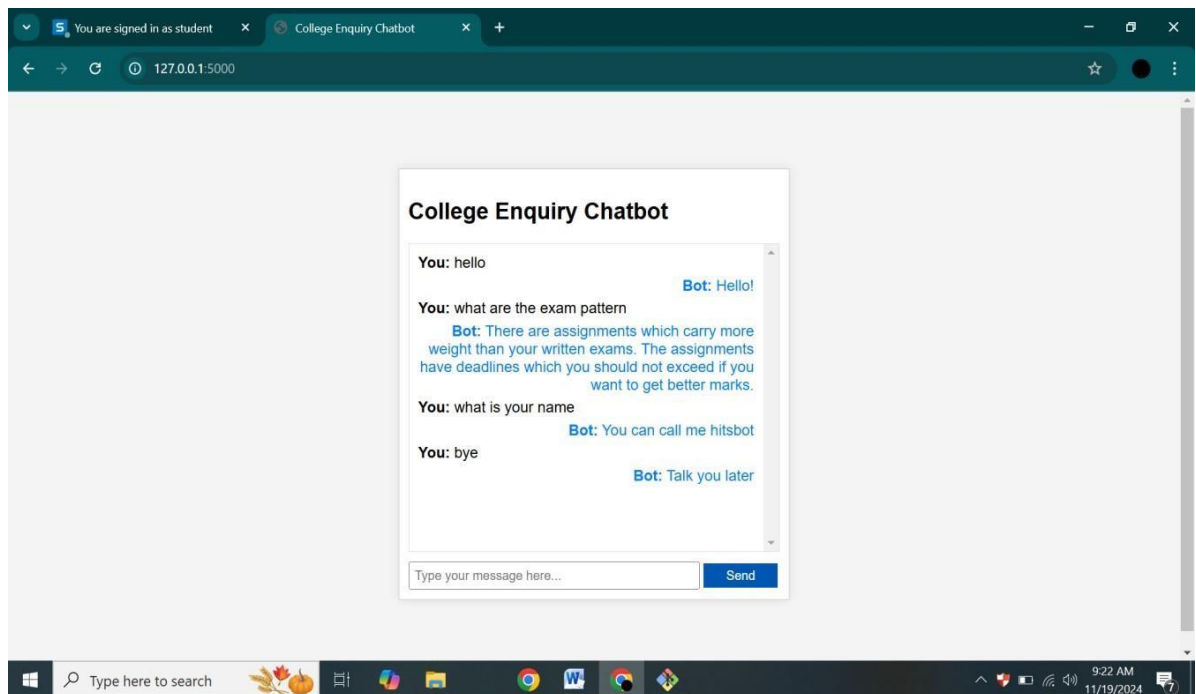 You are signed in as student
College Enquiry Chatbot
127.0.0.1:5000
College Enquiry Chatbot
You: hello
Bot: Hello!
You: what are the exam pattern
Bot: There are assignments which carry more
weight than your written exams. The assignments
have deadlines which you should not exceed if you
want to get better marks.
You: what is your name
Bot: You can call me hitsbot
You: bye
Bot: Talk you later
Type your message here...
Send
Type here to search
9:22 AM
11/19/2024
7